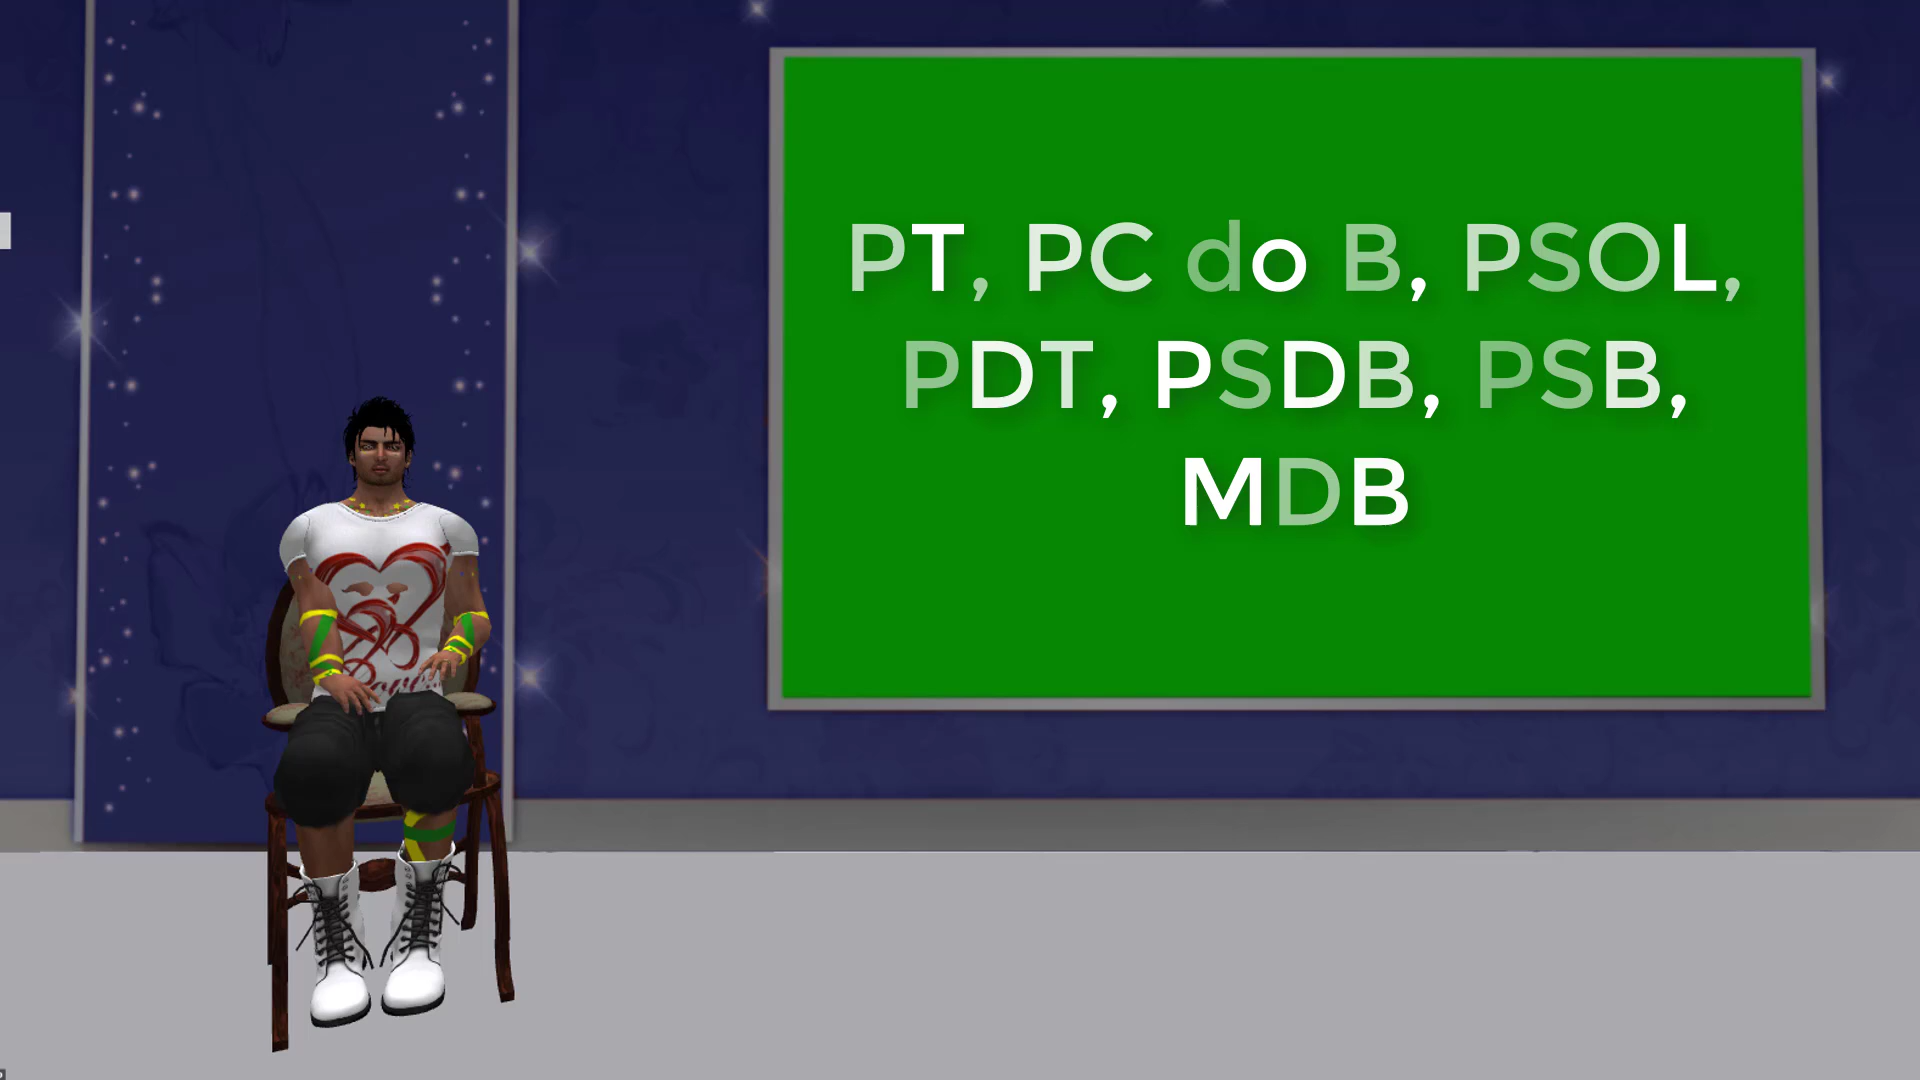 PT, PC do B, PSOL,
PDT, PSDB, PSB,
MDB